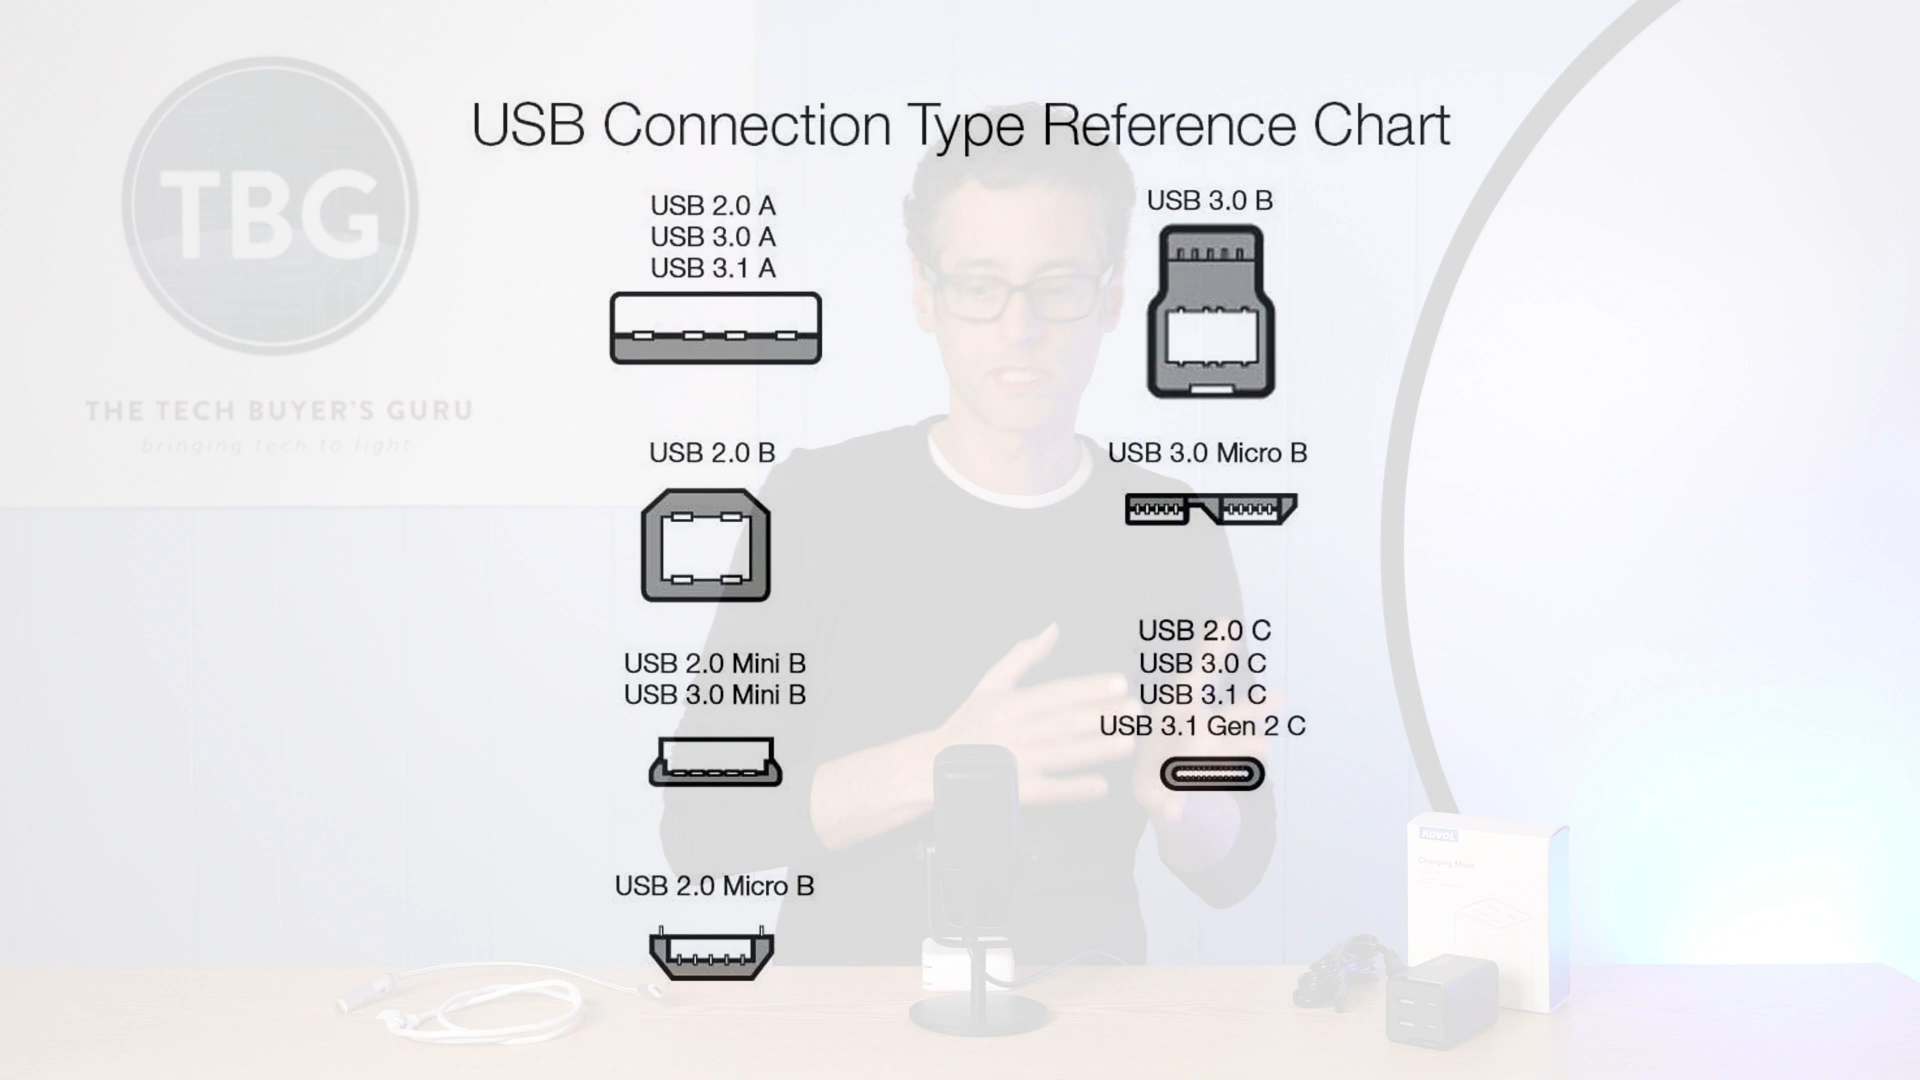 USB Connection Type Reference Chart
TBG
THE TECH BUYER'S GURU
bringing tech to light
USB 2.0 A
USB 3.0 A
USB 3.1 A
USB 2.0 B
USB 2.0 Mini B
USB 3.0 Mini B
USB 2.0 Micro B
USB 3.0 B
USB 3.0 Micro B
USB 2.0 C
USB 3.0 C
USB 3.1 C
USB 3.1 Gen 2 C
KOVOL